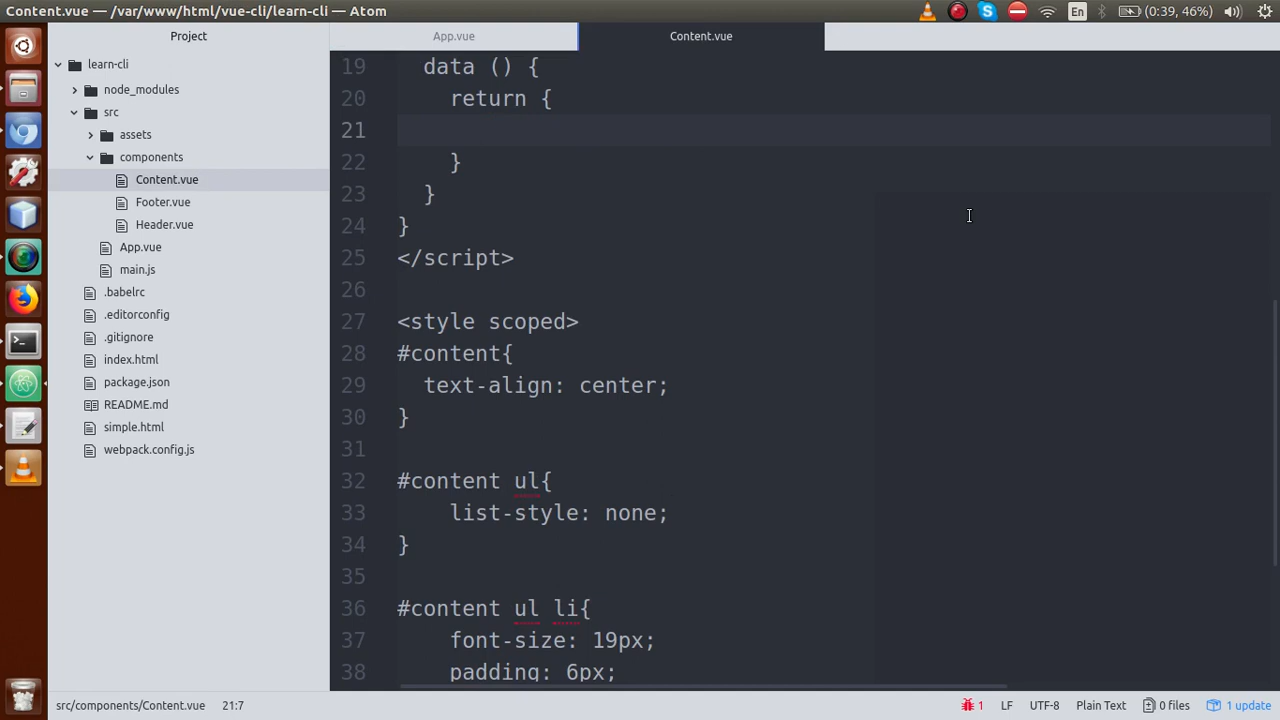 Content.vue — /var/www/html/vue-cli/learn-cli — Atom
En
(0:39, 46%)
Project
App.vue
Content.vue
learn-cli
node_modules
src
assets
components
Content.vue
Footer.vue
Header.vue
App.vue
main.js
.babelrc
.editorconfig
.gitignore
index.html
package.json
README.md
simple.html
webpack.config.js
19 data () {
20 return {
21
22 }
23 }
24 }
25 </script>
26
27 <style scoped>
28 #content{
29 text-align: center;
30 }
31
32 #content ul{
33 list-style: none;
34 }
35
36 #content ul li{
37 font-size: 19px;
38 padding: 6px;
src/components/Content.vue 21:7
1 LF UTF-8 Plain Text 0 files 1 update